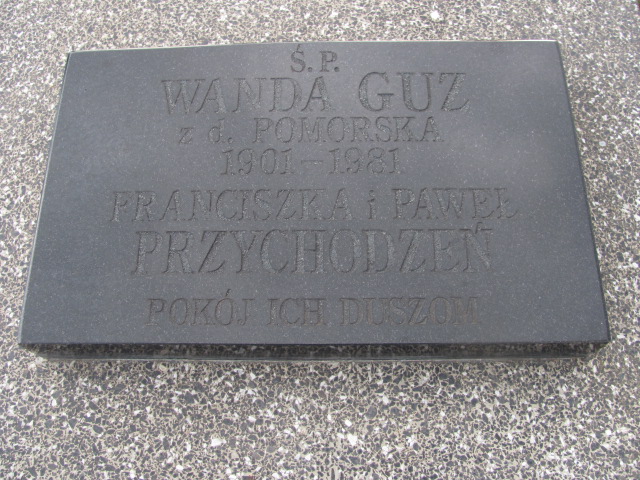 Ś.P.
WANDA GUZ
z d. POMORSKA
1901-1981
FRANCISZKA i PAWEŁ
PRZYCHODZEŃ
POKÓJ ICH DUSZOM